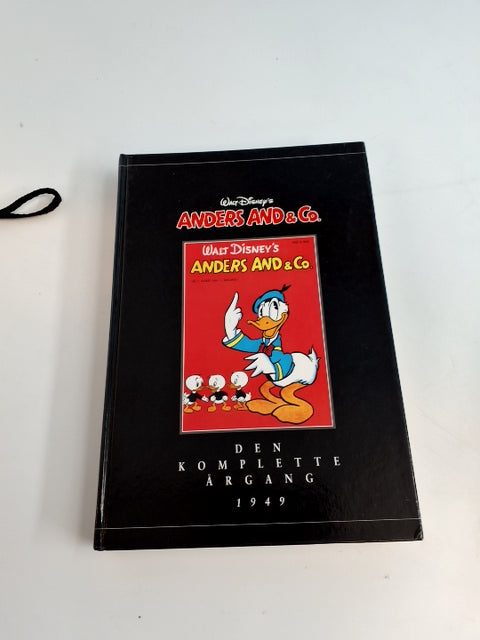 WALT DISNEY'S
ANDERS AND & CO.
WALT DISNEY'S
ANDERS AND & CO.
DEN
KOMPLETTE
ÅRGANG
1949